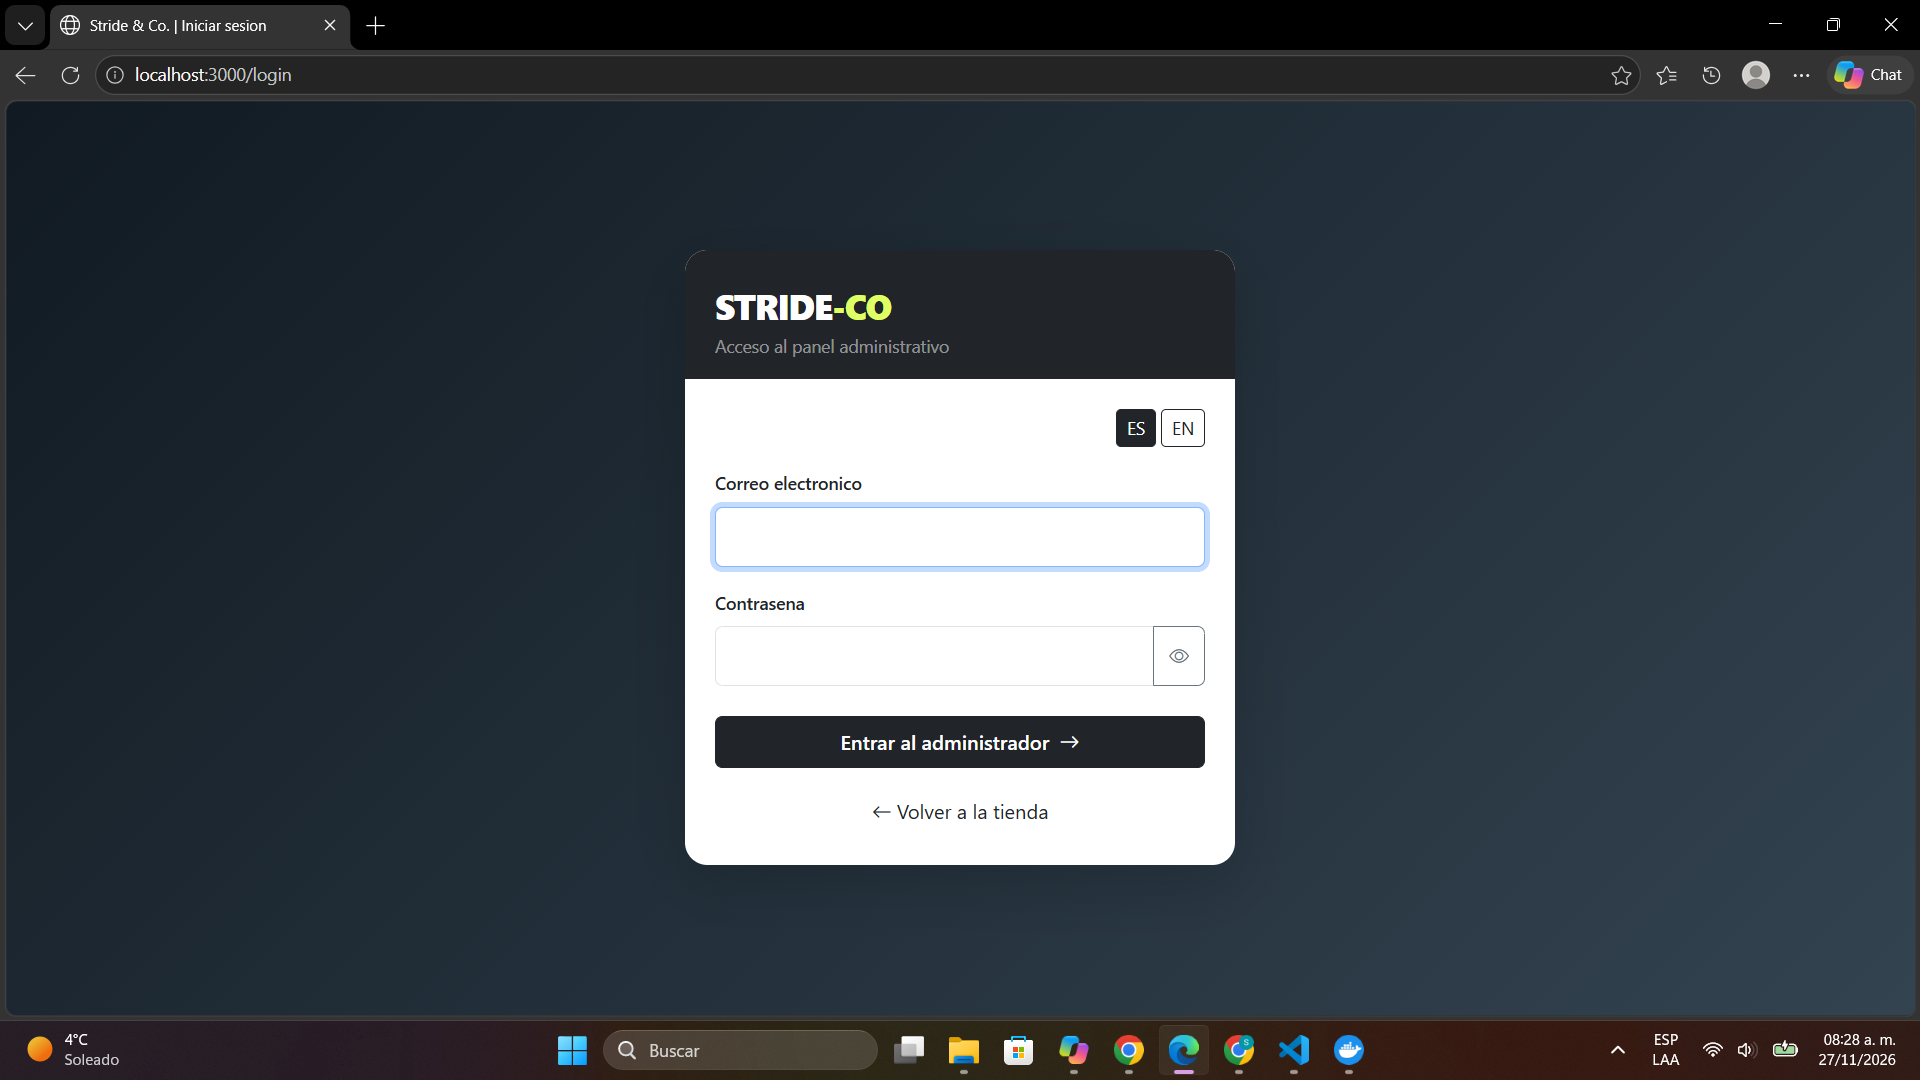 Stride & Co. | Iniciar sesion
localhost:3000/login
Chat
STRIDE-CO
Acceso al panel administrativo
ES
EN
Correo electronico
Contrasena
Entrar al administrador →
← Volver a la tienda
4°C
Soleado
Buscar
S
ESP
LAA
08:28 a. m.
27/11/2026